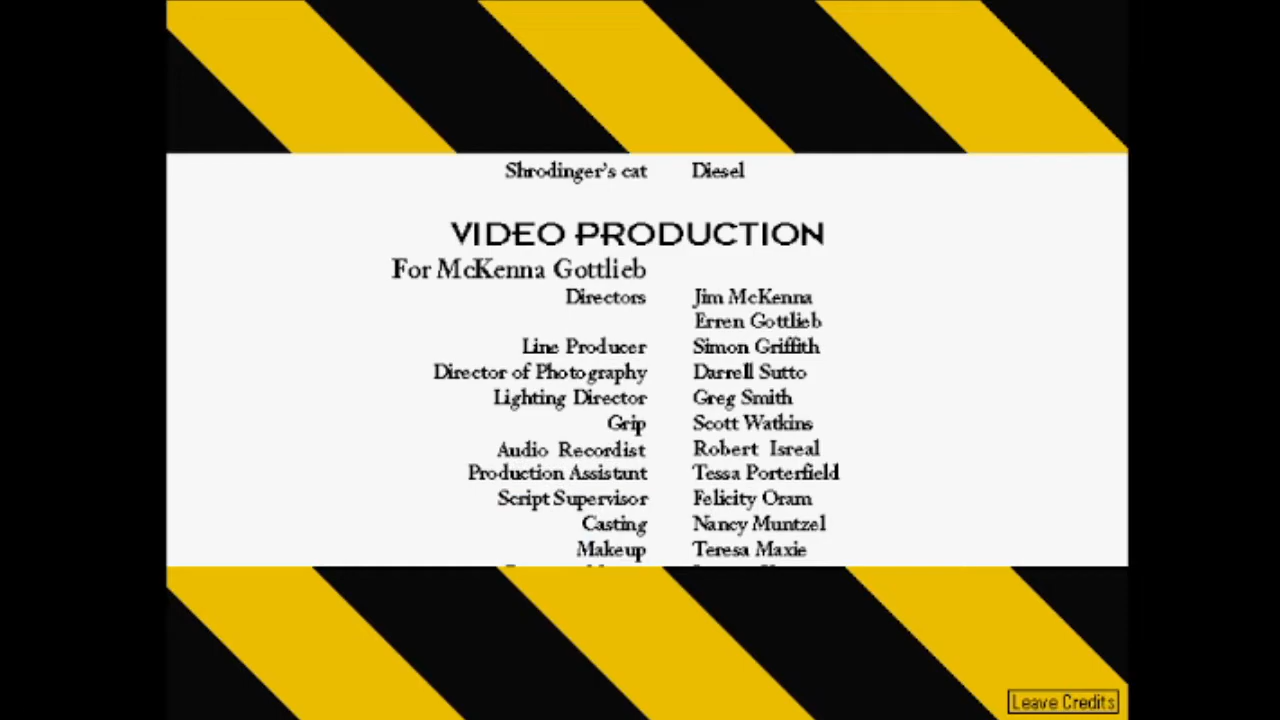 Shrodinger's cat Diesel
VIDEO PRODUCTION
For McKenna Gottlieb
Directors Jim McKenna
Erren Gottlieb
Line Producer Simon Griffith
Director of Photography Darrell Sutto
Lighting Director Greg Smith
Grip Scott Watkins
Audio Recordist Robert Isreal
Production Assistant Tessa Porterfield
Script Supervisor Felicity Oram
Casting Nancy Muntzel
Makeup Teresa Maxie
Leave Credits